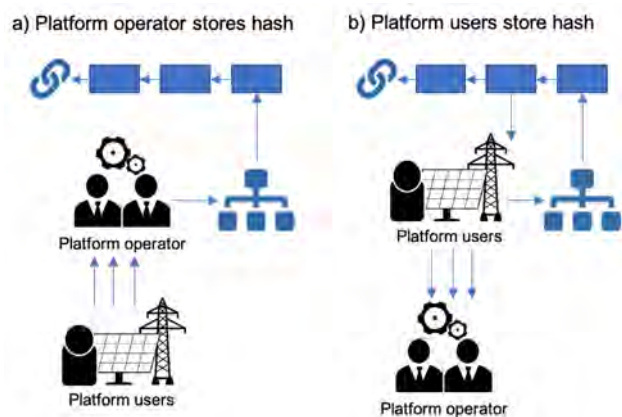 a) Platform operator stores hash
b) Platform users store hash
Platform operator
Platform users
Platform users
Platform operator